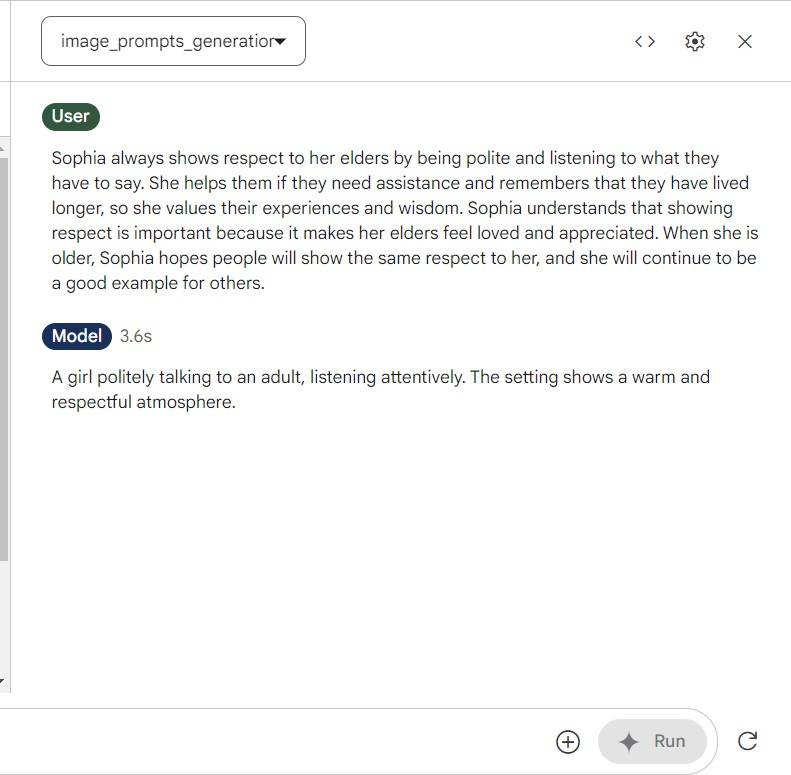 image_prompts_generation
User
Sophia always shows respect to her elders by being polite and listening to what they
have to say. She helps them if they need assistance and remembers that they have lived
longer, so she values their experiences and wisdom. Sophia understands that showing
respect is important because it makes her elders feel loved and appreciated. When she is
older, Sophia hopes people will show the same respect to her, and she will continue to be
a good example for others.
Model 3.6s
A girl politely talking to an adult, listening attentively. The setting shows a warm and
respectful atmosphere.
Run